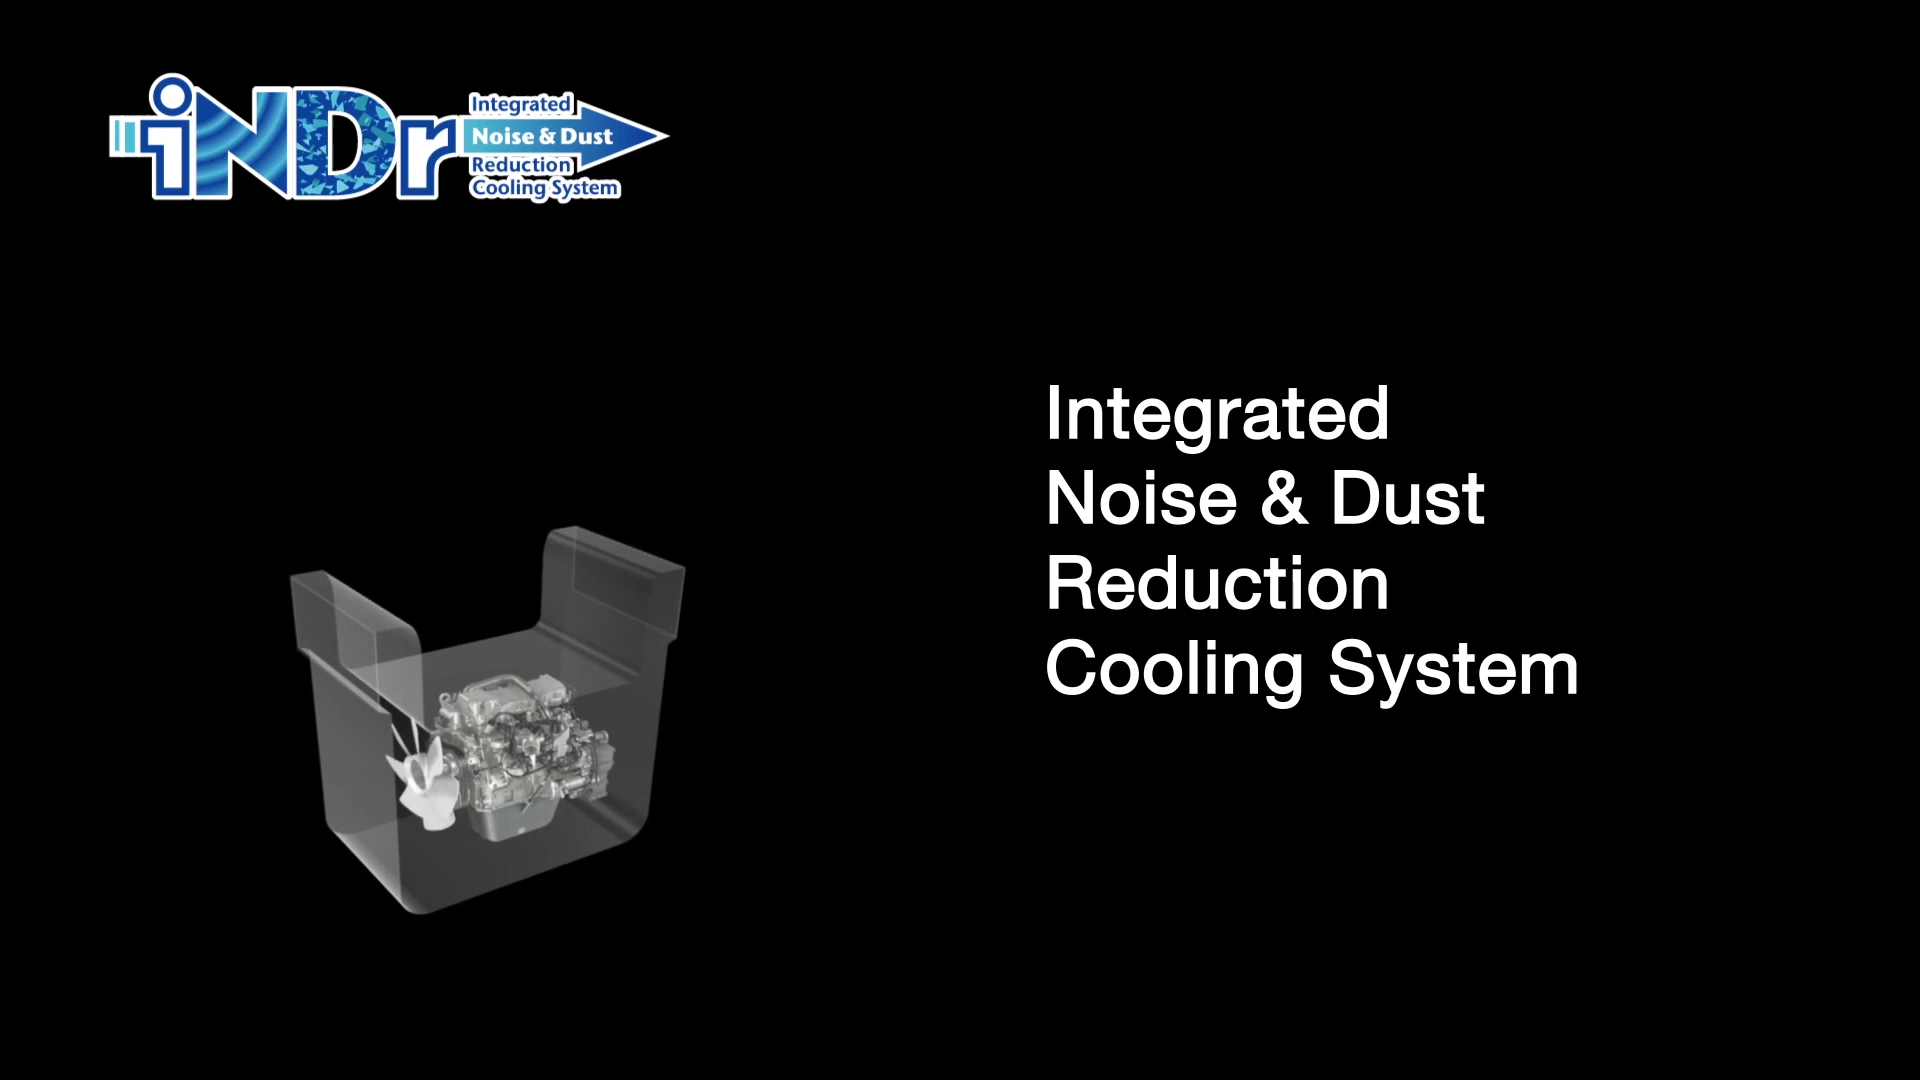 iNDr
Integrated
Noise & Dust
Reduction
Cooling System
Integrated
Noise & Dust
Reduction
Cooling System